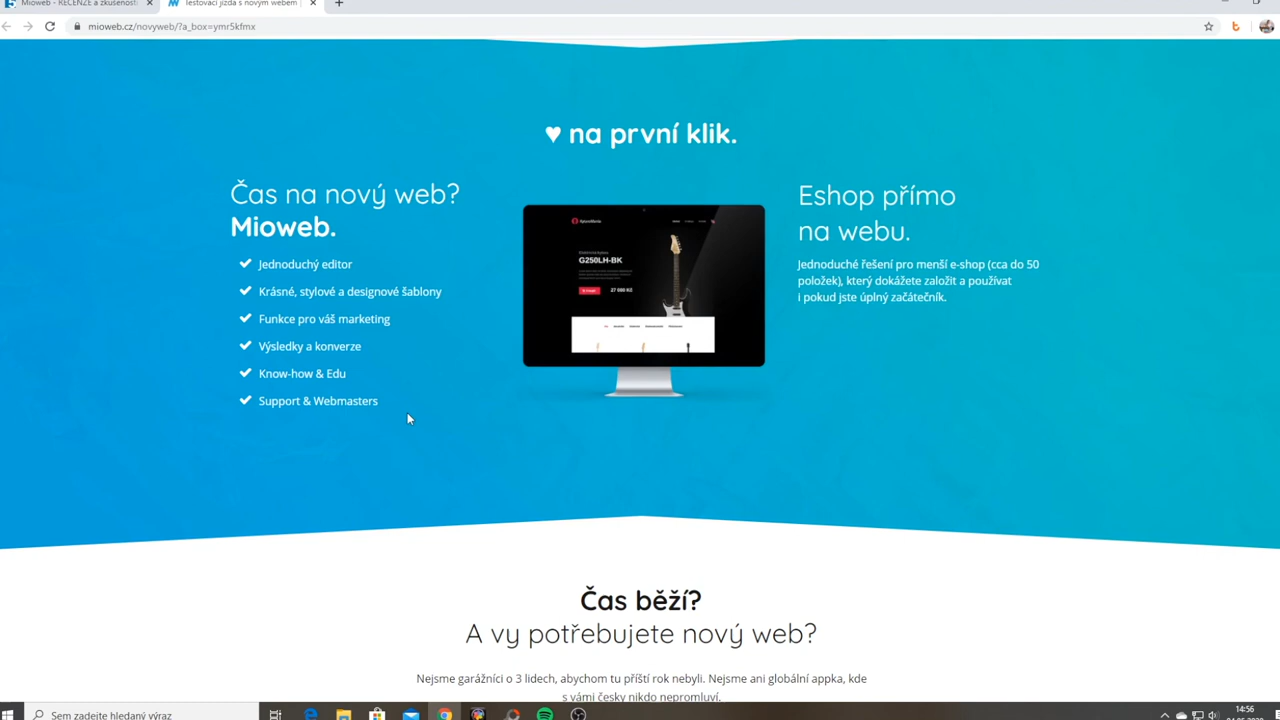 Mioweb - RECENZE a zkušenosti
Testovací jízda s novým webem
mioweb.cz/novyweb/?a_box=ymr5kfmx
♥ na první klik.
Čas na nový web?
Mioweb.
Jednoduchý editor
Krásné, stylové a designové šablony
Funkce pro váš marketing
Výsledky a konverze
Know-how & Edu
Support & Webmasters
G250LH-BK
27 000 Kč
Eshop přímo
na webu.
Jednoduché řešení pro menší e-shop (cca do 50
položek), který dokážete založit a používat
i pokud jste úplný začátečník.
Čas běží?
A vy potřebujete nový web?
Nejsme garážníci o 3 lidech, abychom tu příští rok nebyli. Nejsme ani globální appka, kde
s vámi česky nikdo nepromluví.
Sem zadejte hledaný výraz
14:56